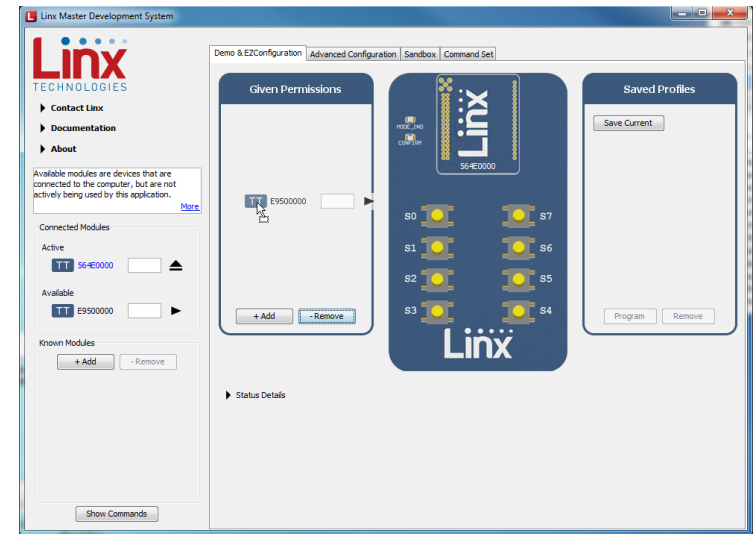 Linx Master Development System
Linx
TECHNOLOGIES
Contact Linx
Documentation
About
Available modules are devices that are
connected to the computer, but are not
actively being used by this application.
More
Connected Modules
Active
TT 564E0000
Available
TT E9500000
Known Modules
+ Add - Remove
Show Commands
Demo & EZConfiguration Advanced Configuration Sandbox Command Set
Given Permissions
TT E9500000
+ Add - Remove
Linx
MODE_IND
CONFIRM
564E0000
S0 S7
S1 S6
S2 S5
S3 S4
Linx
Saved Profiles
Save Current
Program Remove
Status Details